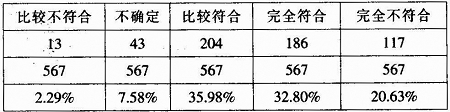 比较不符合 不确定 比较符合 完全符合 完全不符合
13 43 204 186 117
567 567 567 567 567
2.29% 7.58% 35.98% 32.80% 20.63%